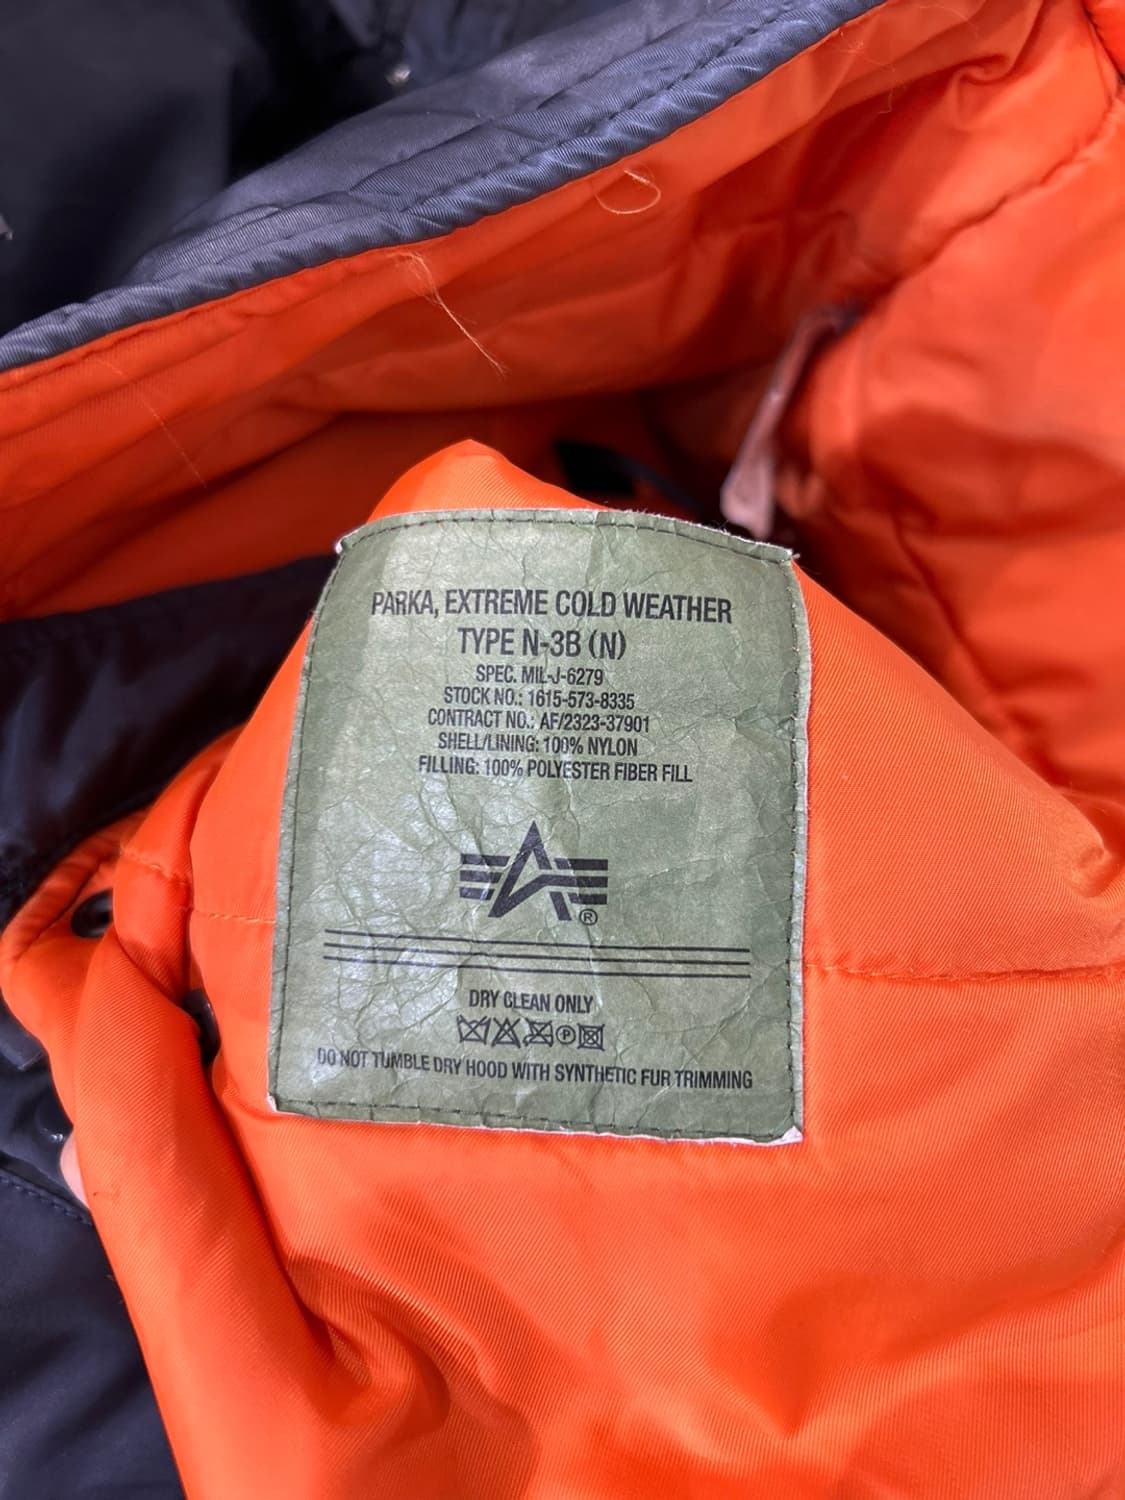 PARKA, EXTREME COLD WEATHER
TYPE N-3B (N)
SPEC. MIL-J-6279
STOCK NO.: 1615-573-8335
CONTRACT NO.: AF/2323-37901
SHELL/LINING: 100% NYLON
FILLING: 100% POLYESTER FIBER FILL
®
DRY CLEAN ONLY
P
DO NOT TUMBLE DRY HOOD WITH SYNTHETIC FUR TRIMMING